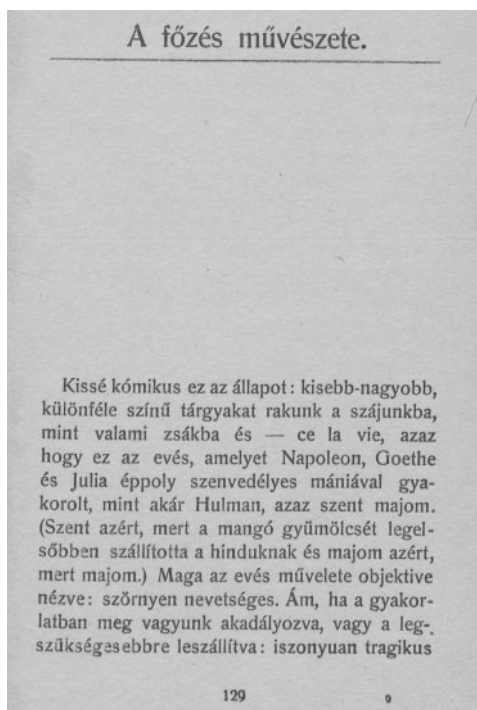 A főzés művészete.
Kissé kómikus ez az állapot: kisebb-nagyobb,
különféle színű tárgyakat rakunk a szájunkba,
mint valami zsákba és — ce la vie, azaz
hogy ez az evés, amelyet Napoleon, Goethe
és Julia éppoly szenvedélyes mániával gya-
korolt, mint akár Hulman, azaz szent majom.
(Szent azért, mert a mangó gyümölcsét legel-
sőbben szállította a hinduknak és majom azért,
mert majom.) Maga az evés művelete objektive
nézve: szörnyen nevetséges. Ám, ha a gyakor-
latban meg vagyunk akadályozva, vagy a leg-
szükségesebbre leszállítva: iszonyuan tragikus
129
9